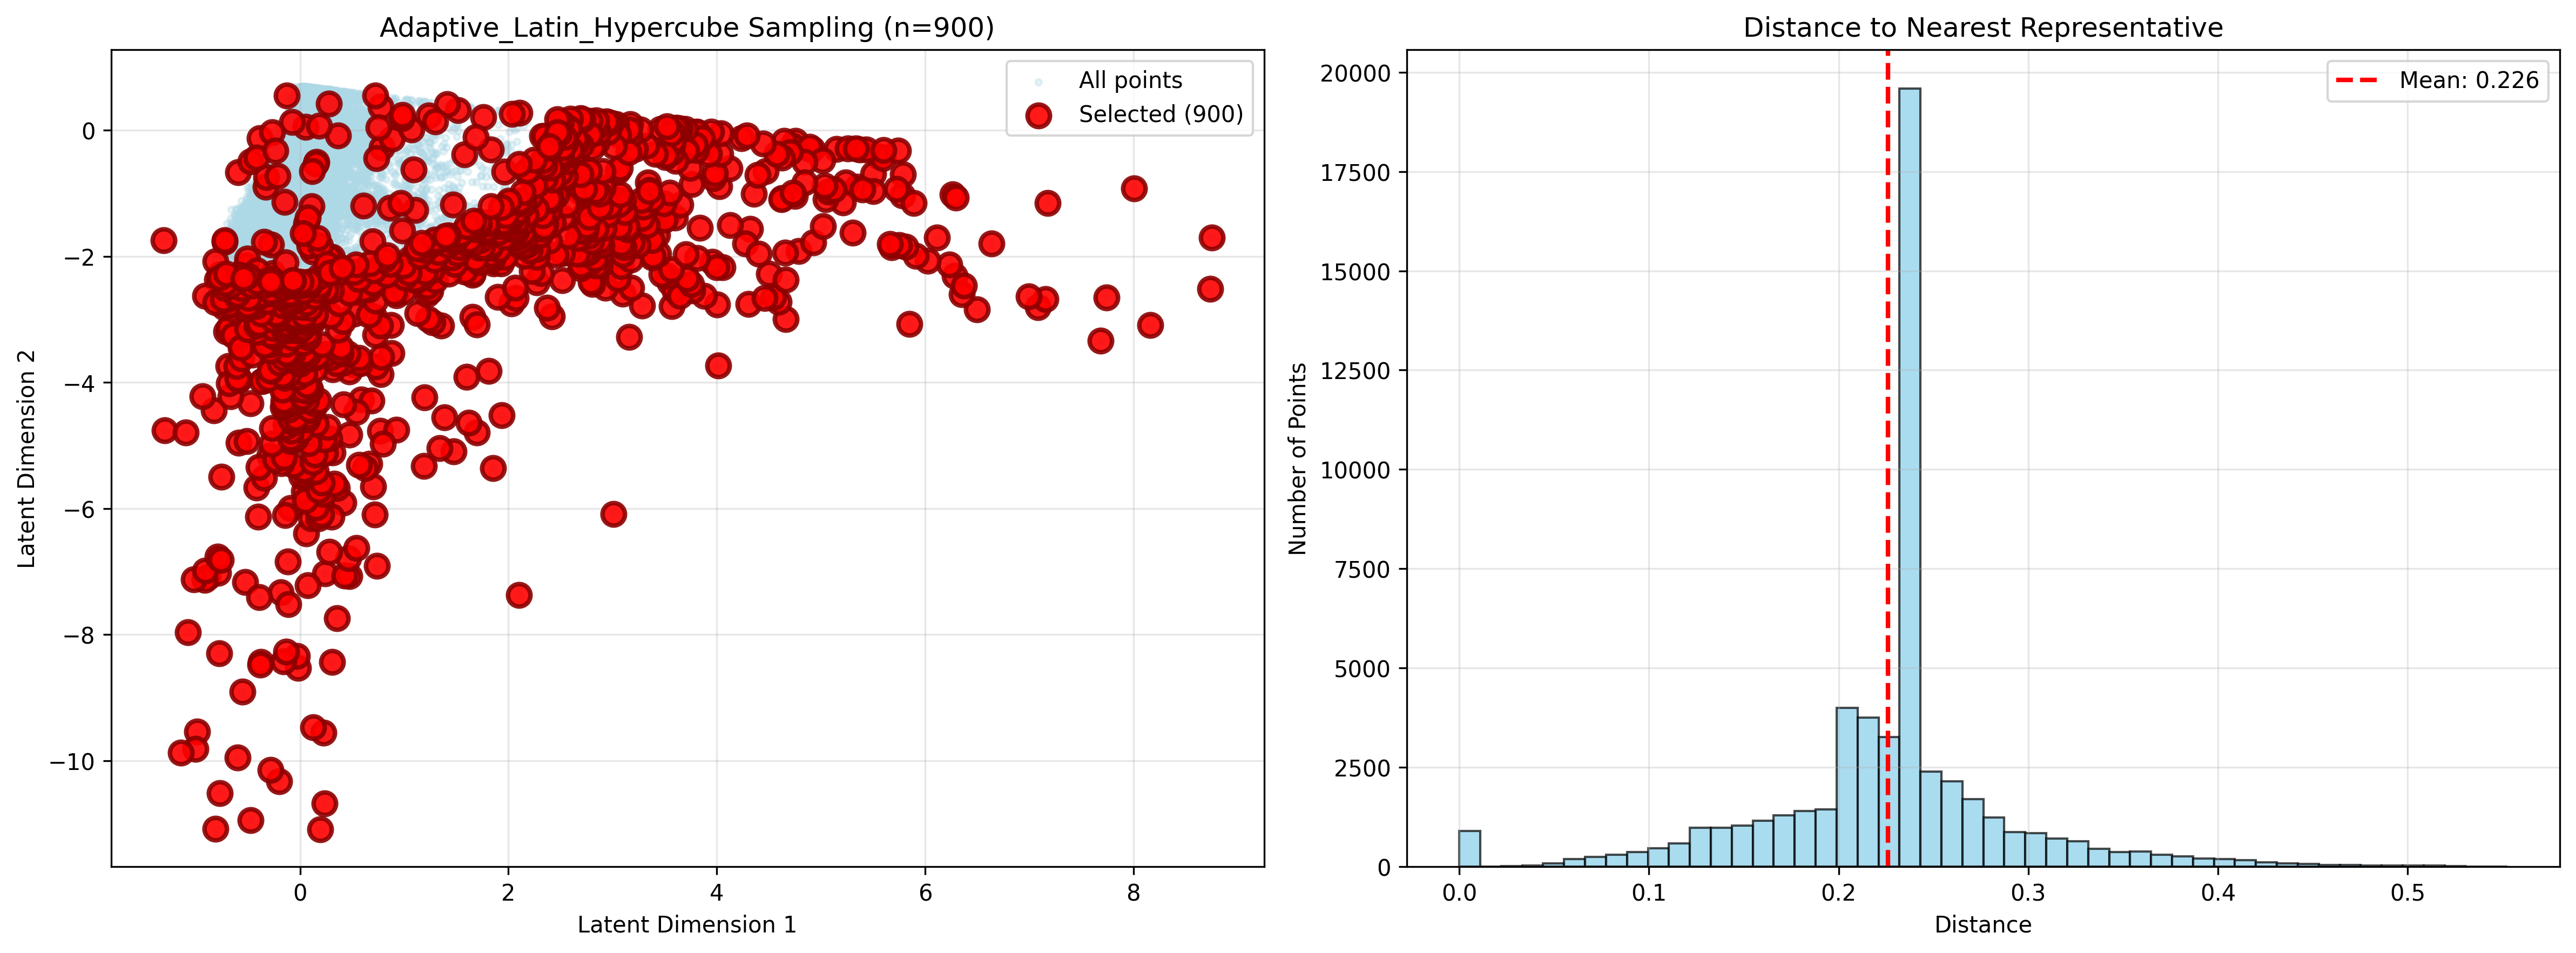 Adaptive_Latin_Hypercube Sampling (n=900)
All points
Selected (900)
0
−2
−4
−6
−8
−10
Latent Dimension 2
0
2
4
6
8
Latent Dimension 1
Distance to Nearest Representative
Mean: 0.226
20000
17500
15000
12500
10000
7500
5000
2500
0
Number of Points
0.0
0.1
0.2
0.3
0.4
0.5
Distance